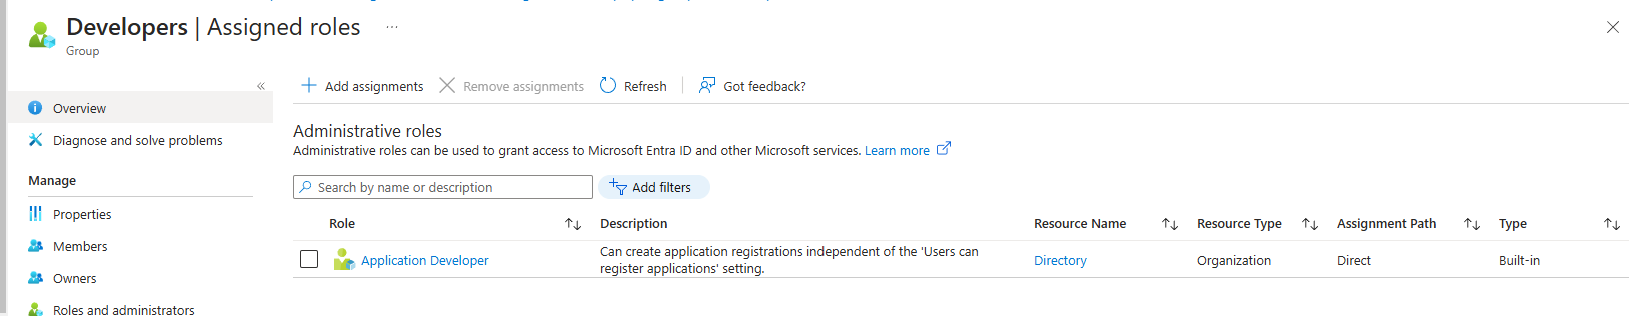 Developers | Assigned roles ...
Group
«
Overview
Diagnose and solve problems
Manage
Properties
Members
Owners
Roles and administrators
Add assignments Remove assignments Refresh Got feedback?
Administrative roles
Administrative roles can be used to grant access to Microsoft Entra ID and other Microsoft services. Learn more
Search by name or description Add filters
Role Description Resource Name Resource Type Assignment Path Type
Application Developer Can create application registrations independent of the 'Users can Directory Organization Direct Built-in
register applications' setting.